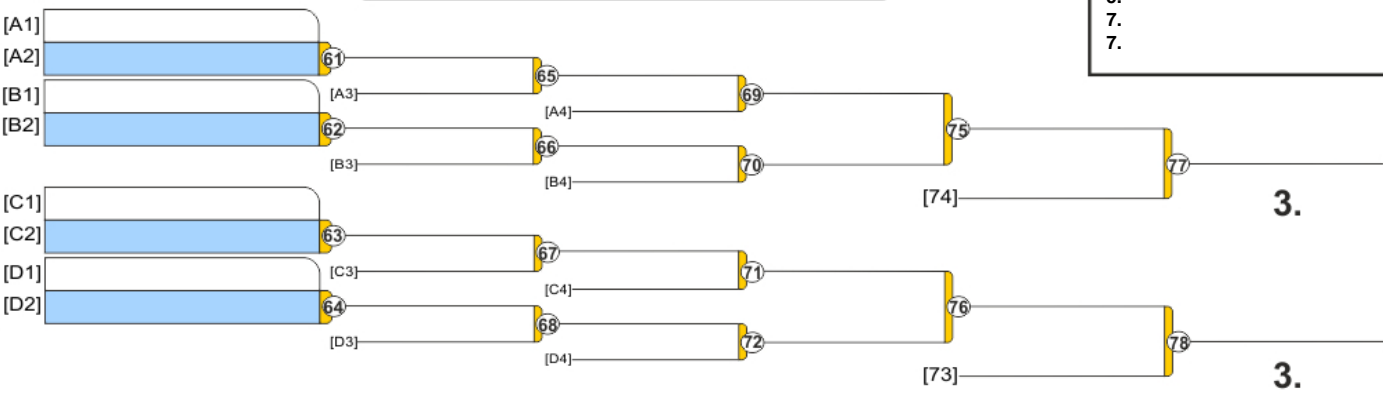 7.
7.
[A1]
[A2]
61
[A3]
65
[A4]
69
[B1]
[B2]
62
[B3]
66
[B4]
70
75
[74]
77
3.
[C1]
[C2]
63
[C3]
67
[C4]
71
[D1]
[D2]
64
[D3]
68
[D4]
72
76
[73]
78
3.